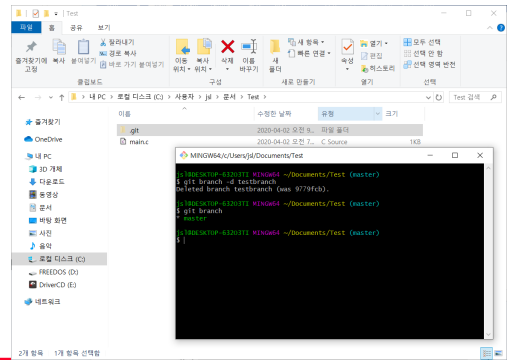 Test
파일 홈 공유 보기
즐겨찾기에 고정
복사
붙여넣기
잘라내기
경로 복사
바로 가기 붙여넣기
클립보드
이동 위치
복사 위치
삭제
이름 바꾸기
구성
새 폴더
새 항목
빠른 연결
새로 만들기
속성
열기
편집
히스토리
열기
모두 선택
선택 안 함
선택 영역 반전
선택
내 PC > 로컬 디스크 (C:) > 사용자 > jsl > 문서 > Test >
Test 검색
이름 수정한 날짜 유형 크기
.git 2020-04-02 오전 9... 파일 폴더
main.c 2020-04-02 오전 7... C Source 1KB
즐겨찾기
OneDrive
내 PC
3D 개체
다운로드
동영상
문서
바탕 화면
사진
음악
로컬 디스크 (C:)
FREEDOS (D:)
DriverCD (E:)
네트워크
MINGW64:/c/Users/jsl/Documents/Test
jsl@DESKTOP-632U3TI MINGW64 ~/Documents/Test (master)
$ git branch -d testbranch
Deleted branch testbranch (was 9779fcb).
jsl@DESKTOP-632U3TI MINGW64 ~/Documents/Test (master)
$ git branch
* master
jsl@DESKTOP-632U3TI MINGW64 ~/Documents/Test (master)
$
2개 항목 1개 항목 선택함